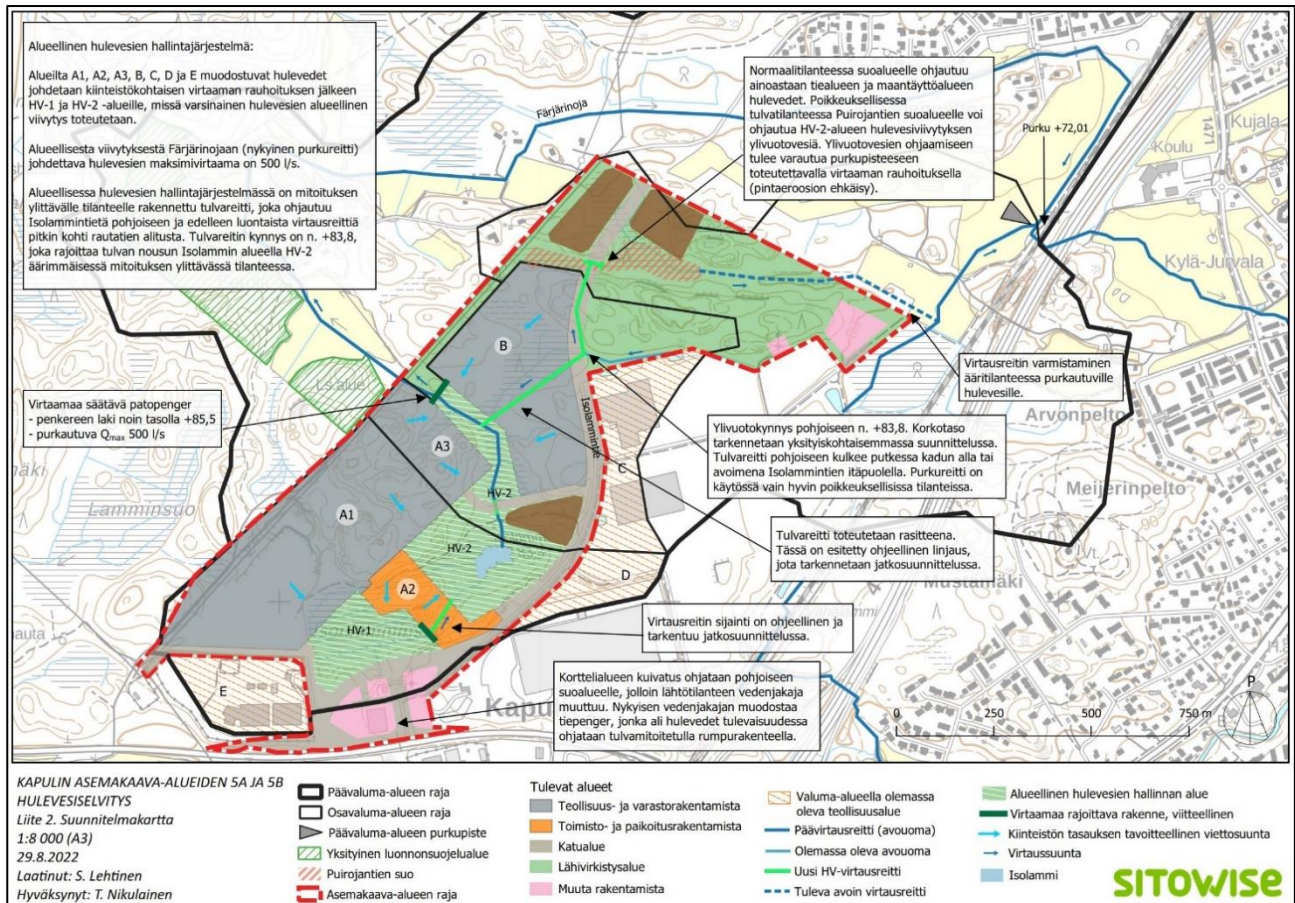 Alueellinen hulevesien hallintajärjestelmä:
Alueilta A1, A2, A3, B, C, D ja E muodostuvat hulevedet
johdetaan kiinteistökohtaisen virtaaman rauhoituksen jälkeen
HV-1 ja HV-2 -alueille, missä varsinainen hulevesien alueellinen
viivytys toteutetaan.
Alueellisesta viivytyksestä Färjärinojaan (nykyinen purkureitti)
johdettava hulevesien maksimivirtaama on 500 l/s.
Alueellisessa hulevesien hallintajärjestelmässä on mitoituksen
ylittävälle tilanteelle rakennettu tulvareitti, joka ohjautuu
Isolammintietä pohjoiseen ja edelleen luontaista virtausreittiä
pitkin kohti rautatien alitusta. Tulvareitin kynnys on n. +83,8,
joka rajoittaa tulvan nousun Isolammin alueella HV-2
äärimmäisessä mitoituksen ylittävässä tilanteessa.
Färjärinoja
Normaalitilanteessa suoalueelle ohjautuu
ainoastaan tiealueen ja maantäyttöalueen
hulevedet. Poikkeuksellisessa
tulvatilanteessa Puirojantien suoalueelle voi
ohjautua HV-2-alueen hulevesiviivytyksen
ylivuotovesiä. Ylivuotovesien ohjaamiseen
tulee varautua purkupisteeseen
toteutettavalla virtaaman rauhoituksella
(pintaeroosion ehkäisy).
Purku +72,01
1471
Kujala
Koulu
Kylä-Jurvala
Virtausreitin varmistaminen
ääritilanteessa purkautuville
hulevesille.
Arvonpelto
Ls.alue
Virtaamaa säätävä patopenger
- penkereen laki noin tasolla +85,5
- purkautuva Qmax 500 l/s
B
A3
Isolammintie
C
Ylivuotokynnys pohjoiseen n. +83,8. Korkotaso
tarkennetaan yksityiskohtaisemmassa suunnittelussa.
Tulvareitti pohjoiseen kulkee putkessa kadun alla tai
avoimena Isolammintien itäpuolella. Purkureitti on
käytössä vain hyvin poikkeuksellisissa tilanteissa.
Meijerinpelto
Lamminsuo
A1
HV-2
HV-2
Tulvareitti toteutetaan rasitteena.
Tässä on esitetty ohjeellinen linjaus,
jota tarkennetaan jatkosuunnittelussa.
Vt.
4
Mustamäki
D
A2
HV-1
Virtausreitin sijainti on ohjeellinen ja
tarkentuu jatkosuunnittelussa.
E
Korttelialueen kuivatus ohjataan pohjoiseen
suoalueelle, jolloin lähtötilanteen vedenjakaja
muuttuu. Nykyisen vedenjakajan muodostaa
tiepenger, jonka ali hulevedet tulevaisuudessa
ohjataan tulvamitoitetulla rumpurakenteella.
Kapu
P
0 250 500 750 m
KAPULIN ASEMAKAAVA-ALUEIDEN 5A JA 5B
HULEVESISELVITYS
Liite 2. Suunnitelmakartta
1:8 000 (A3)
29.8.2022
Laatinut: S. Lehtinen
Hyväksynyt: T. Nikulainen
Päävaluma-alueen raja
Osavaluma-alueen raja
Päävaluma-alueen purkupiste
Yksityinen luonnonsuojelualue
Puirojantien suo
Asemakaava-alueen raja
Tulevat alueet
Teollisuus- ja varastorakentamista
Toimisto- ja paikoitusrakentamista
Katualue
Lähivirkistysalue
Muuta rakentamista
Valuma-alueella olemassa
oleva teollisuusalue
Päävirtausreitti (avouoma)
Olemassa oleva avouoma
Uusi HV-virtausreitti
Tuleva avoin virtausreitti
Alueellinen hulevesien hallinnan alue
Virtaamaa rajoittava rakenne, viitteellinen
Kiinteistön tasauksen tavoitteellinen viettosuunta
Virtaussuunta
Isolammi
SITOWISE